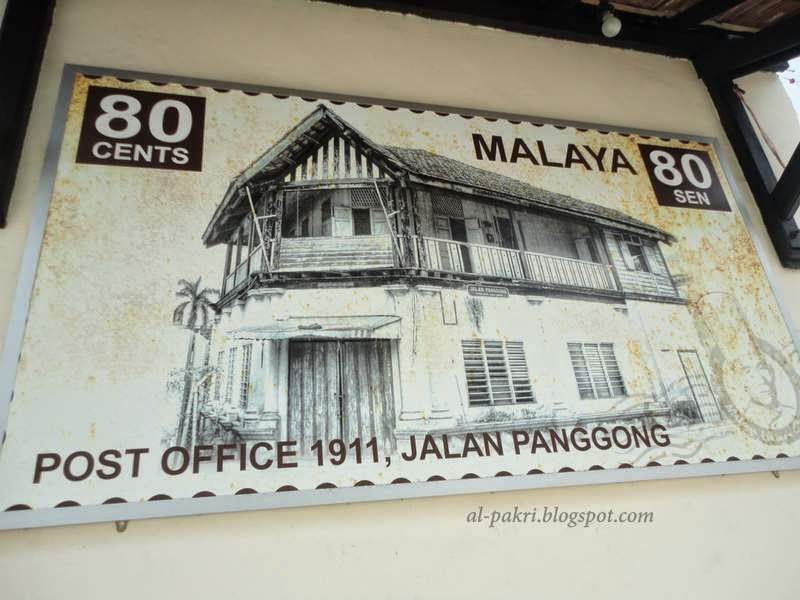 80
CENTS
MALAYA
80
SEN
JALAN PANGGONG
POST OFFICE 1911, JALAN PANGGONG
al-pakri.blogspot.com